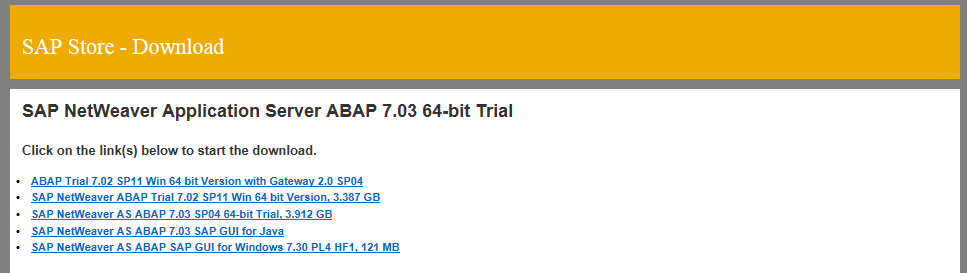 SAP Store - Download
SAP NetWeaver Application Server ABAP 7.03 64-bit Trial
Click on the link(s) below to start the download.
ABAP Trial 7.02 SP11 Win 64 bit Version with Gateway 2.0 SP04
SAP NetWeaver ABAP Trial 7.02 SP11 Win 64 bit Version, 3.387 GB
SAP NetWeaver AS ABAP 7.03 SP04 64-bit Trial, 3.912 GB
SAP NetWeaver AS ABAP 7.03 SAP GUI for Java
SAP NetWeaver AS ABAP SAP GUI for Windows 7.30 PL4 HF1, 121 MB